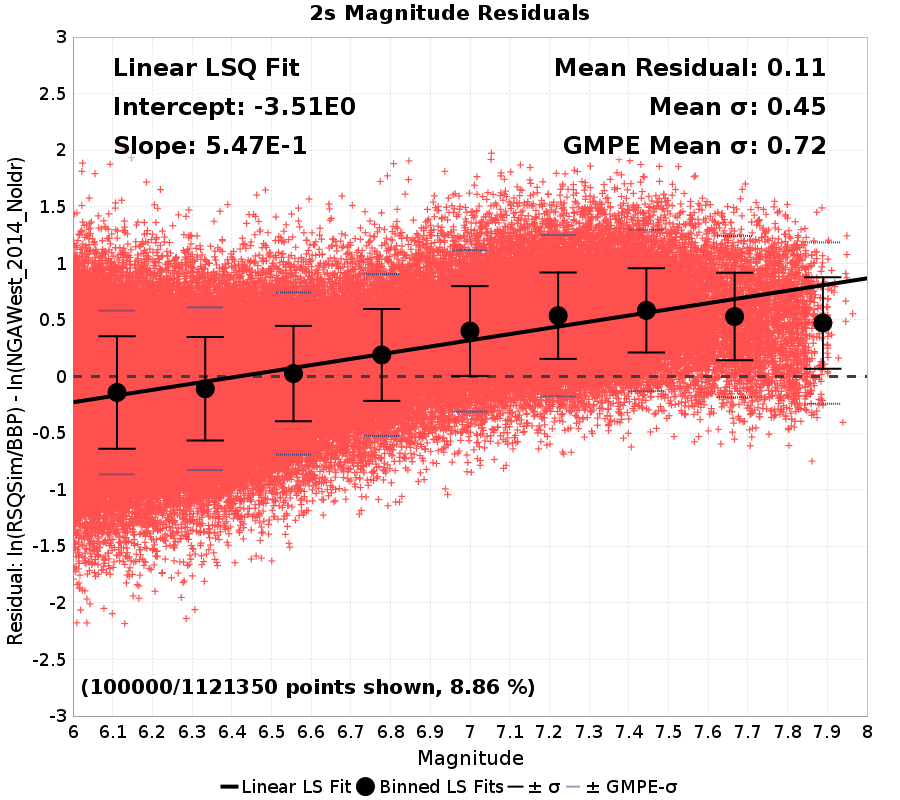 2s Magnitude Residuals
Linear LSQ Fit
Intercept: -3.51E0
Slope: 5.47E-1
Mean Residual: 0.11
Mean σ: 0.45
GMPE Mean σ: 0.72
Residual: ln(RSQSim/BBP) - ln(NGAWest_2014_NoIdr)
3
2.5
2
1.5
1
0.5
0
-0.5
-1
-1.5
-2
-2.5
-3
(100000/1121350 points shown, 8.86 %)
6 6.1 6.2 6.3 6.4 6.5 6.6 6.7 6.8 6.9 7 7.1 7.2 7.3 7.4 7.5 7.6 7.7 7.8 7.9 8
Magnitude
Linear LS Fit Binned LS Fits ± σ ± GMPE-σ